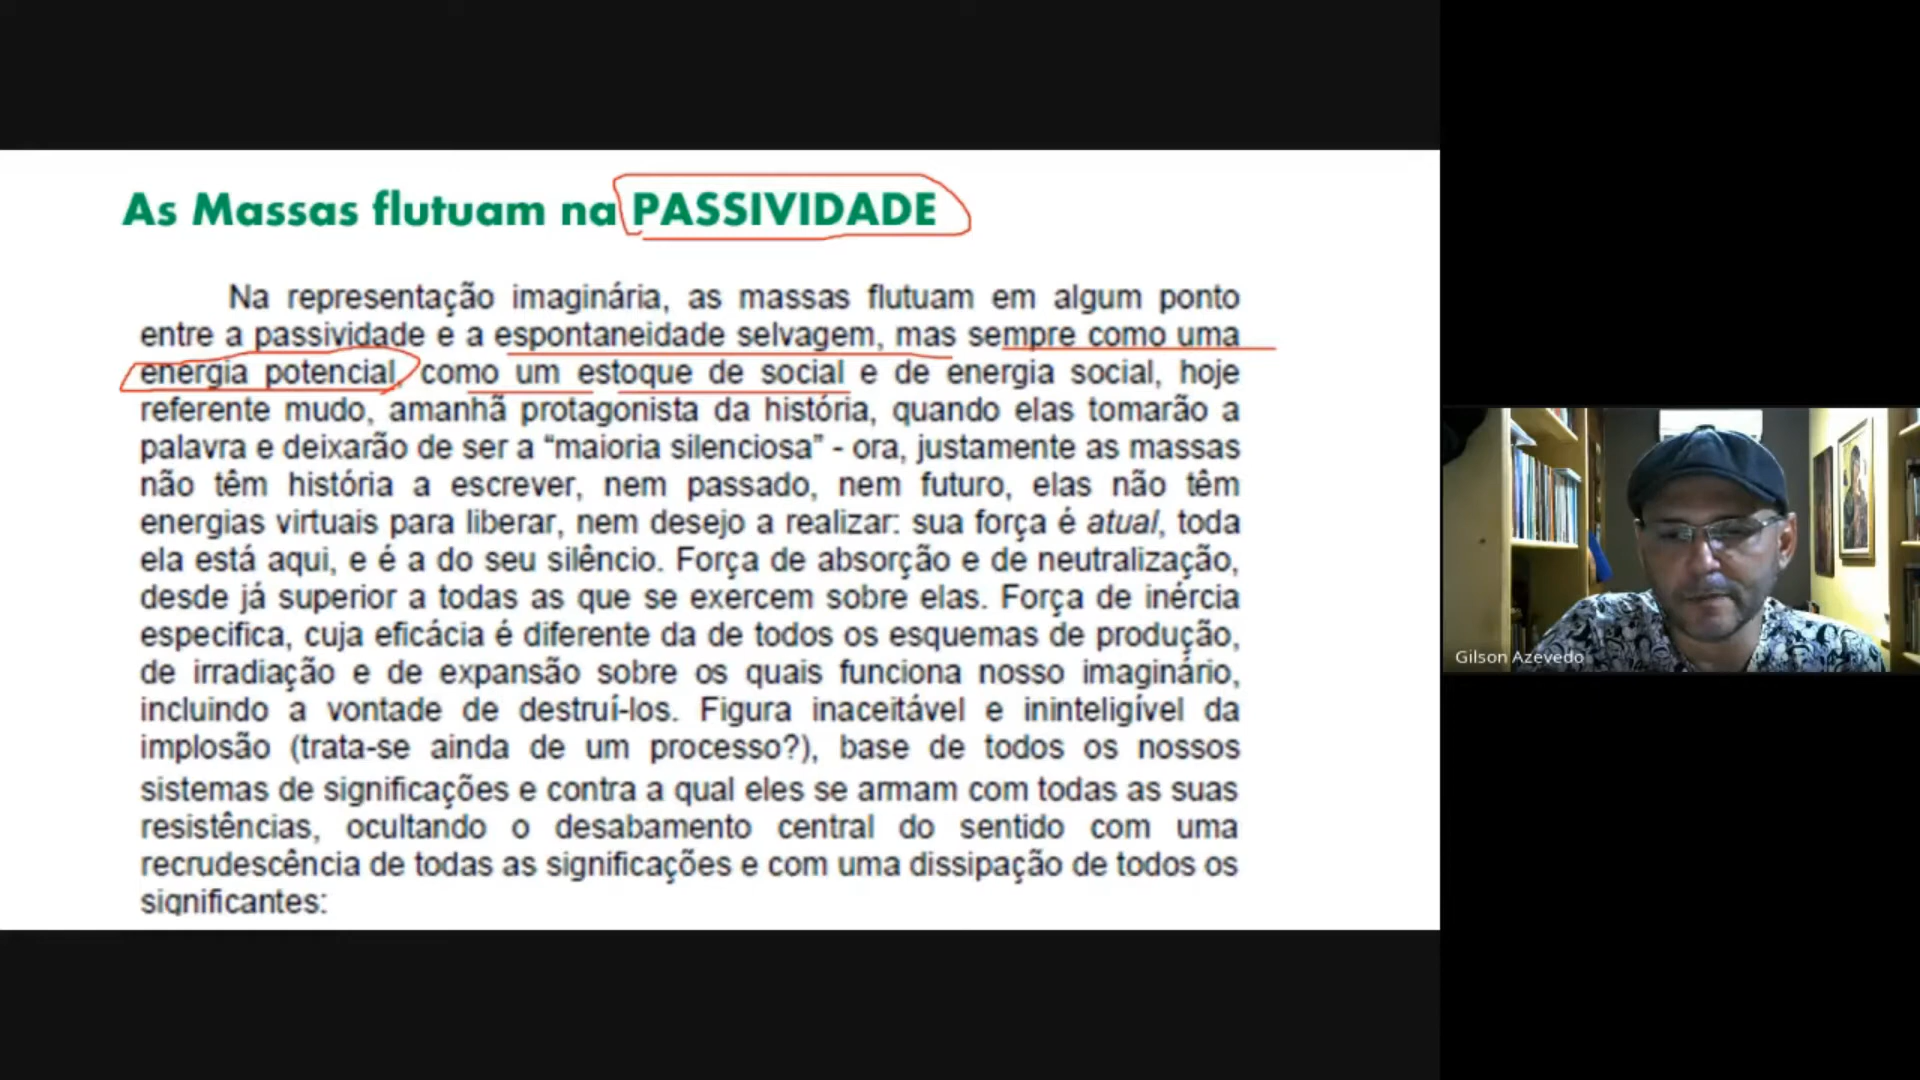 As Massas flutuam na PASSIVIDADE
Na representação imaginária, as massas flutuam em algum ponto
entre a passividade e a espontaneidade selvagem, mas sempre como uma
energia potencial, como um estoque de social e de energia social, hoje
referente mudo, amanhã protagonista da história, quando elas tomarão a
palavra e deixarão de ser a “maioria silenciosa” - ora, justamente as massas
não têm história a escrever, nem passado, nem futuro, elas não têm
energias virtuais para liberar, nem desejo a realizar: sua força é atual, toda
ela está aqui, e é a do seu silêncio. Força de absorção e de neutralização,
desde já superior a todas as que se exercem sobre elas. Força de inércia
especifica, cuja eficácia é diferente da de todos os esquemas de produção,
de irradiação e de expansão sobre os quais funciona nosso imaginário,
incluindo a vontade de destruí-los. Figura inaceitável e ininteligível da
implosão (trata-se ainda de um processo?), base de todos os nossos
sistemas de significações e contra a qual eles se armam com todas as suas
resistências, ocultando o desabamento central do sentido com uma
recrudescência de todas as significações e com uma dissipação de todos os
significantes:
Gilson Azevedo